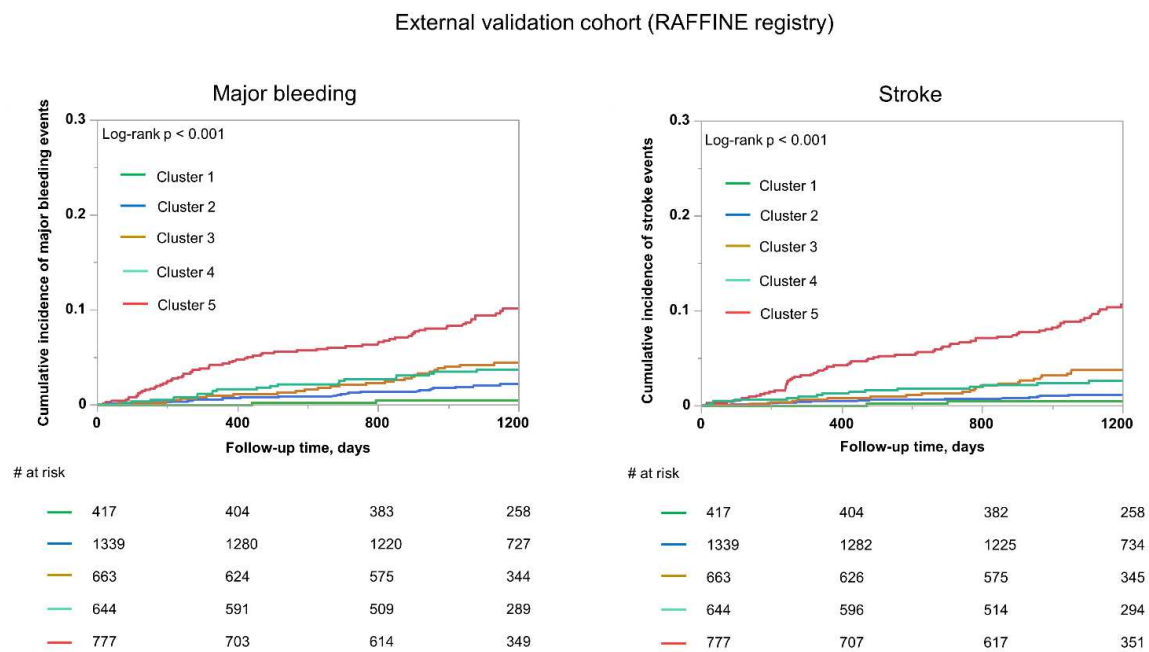 External validation cohort (RAFFINE registry)
Major bleeding
Cumulative incidence of major bleeding events
0.3
0.2
0.1
0
Log-rank p < 0.001
Cluster 1
Cluster 2
Cluster 3
Cluster 4
Cluster 5
0 400 800 1200
Follow-up time, days
# at risk
417 404 383 258
1339 1280 1220 727
663 624 575 344
644 591 509 289
777 703 614 349
Stroke
Cumulative incidence of stroke events
0.3
0.2
0.1
0
Log-rank p < 0.001
Cluster 1
Cluster 2
Cluster 3
Cluster 4
Cluster 5
0 400 800 1200
Follow-up time, days
# at risk
417 404 382 258
1339 1282 1225 734
663 626 575 345
644 596 514 294
777 707 617 351